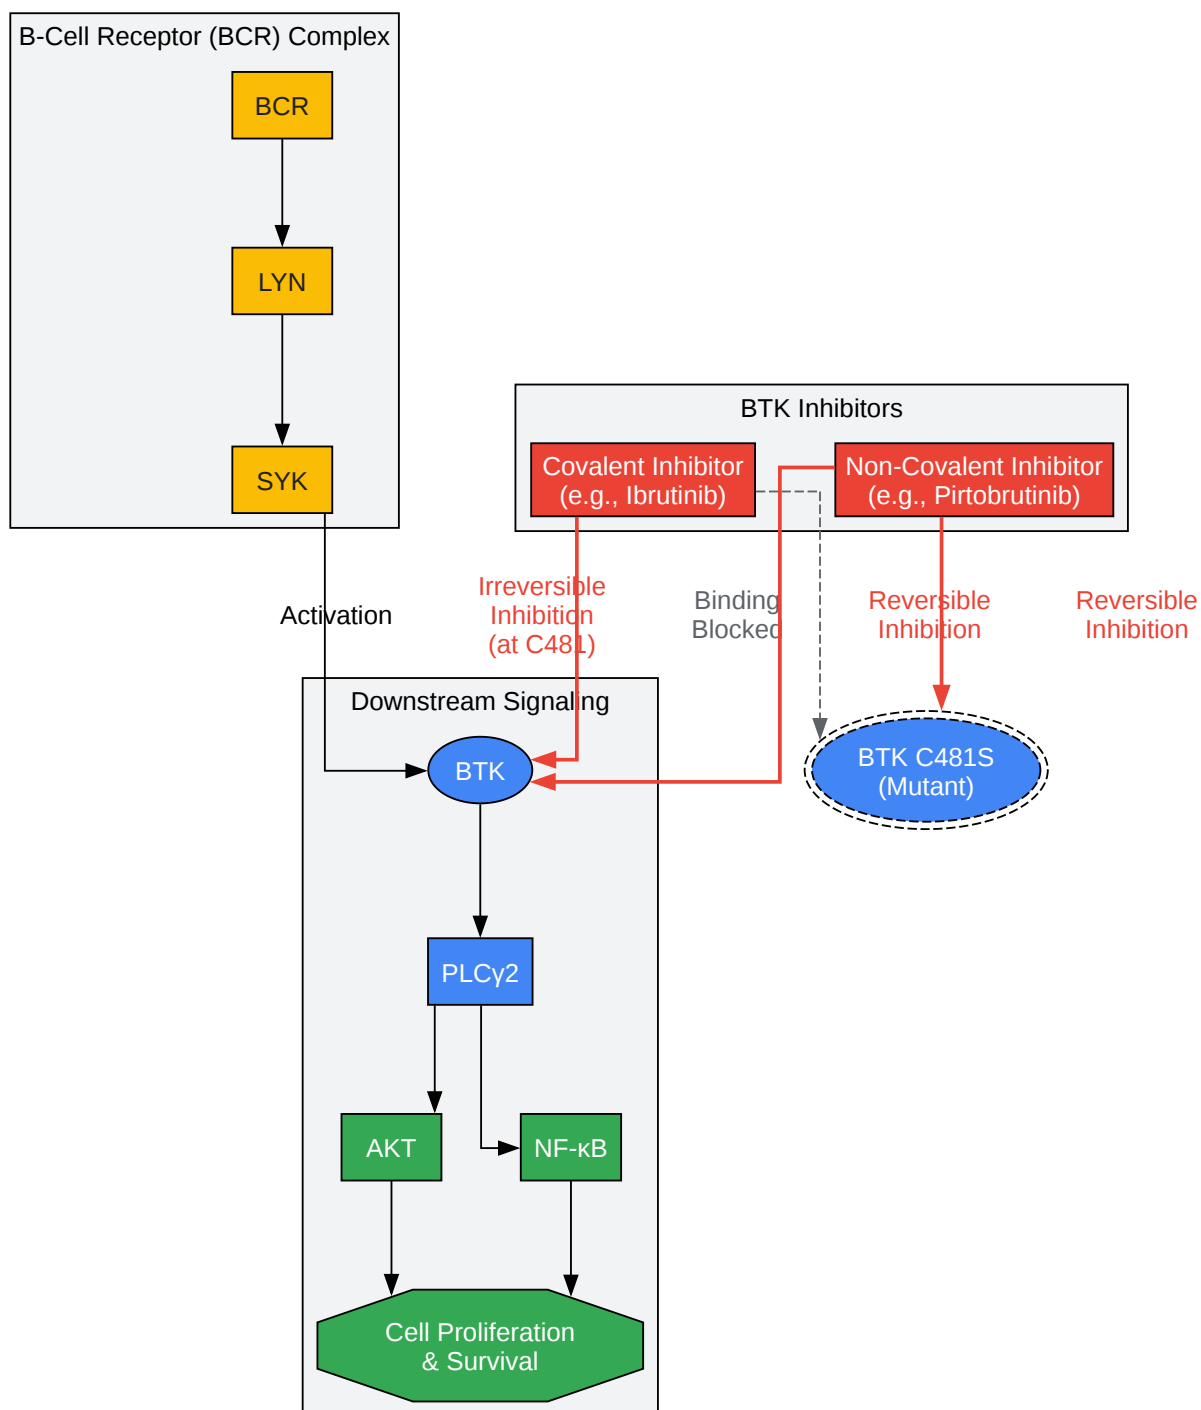 B-Cell Receptor (BCR) Complex
BCR
LYN
SYK
BTK Inhibitors
Covalent Inhibitor
(e.g., Ibrutinib)
Non-Covalent Inhibitor
(e.g., Pirtobrutinib)
Activation
Irreversible
Inhibition
(at C481)
Binding
Blocked
Reversible
Inhibition
Reversible
Inhibition
Downstream Signaling
BTK
BTK C481S
(Mutant)
PLCγ2
AKT
NF-κB
Cell Proliferation
& Survival